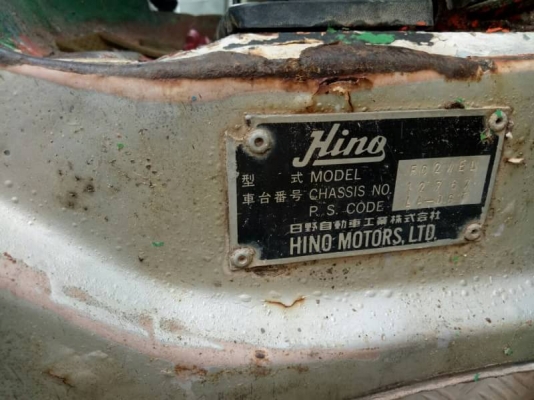 Hino
型 式 MODEL
車台番号 CHASSIS NO.
P. S. CODE
日野自動車工業株式会社
HINO MOTORS, LTD.